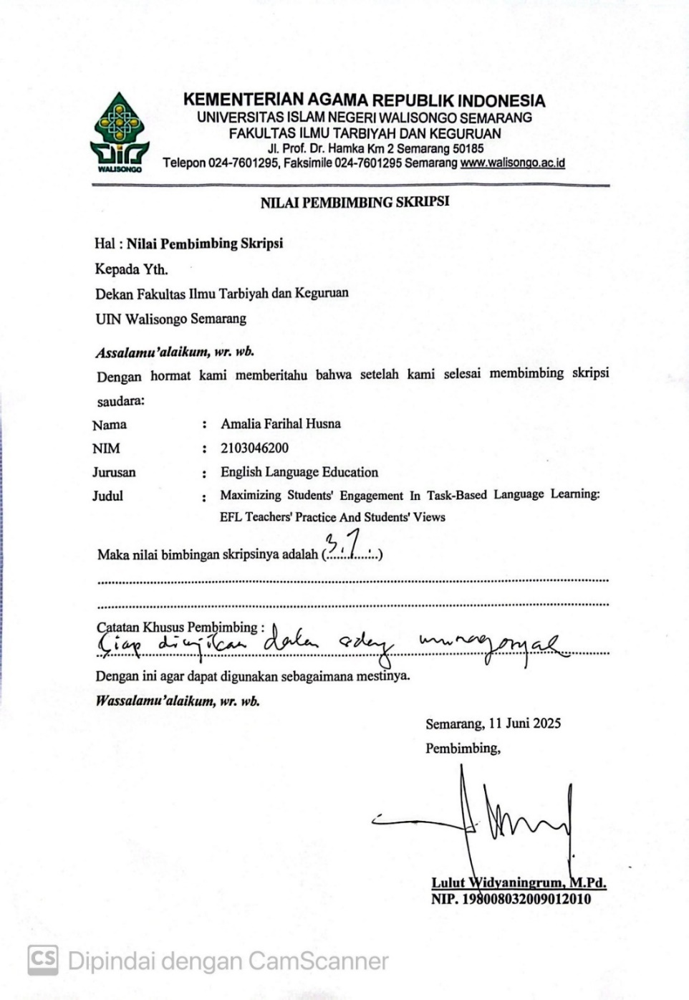 KEMENTERIAN AGAMA REPUBLIK INDONESIA
UNIVERSITAS ISLAM NEGERI WALISONGO SEMARANG
FAKULTAS ILMU TARBIYAH DAN KEGURUAN
Jl. Prof. Dr. Hamka Km 2 Semarang 50185
Telepon 024-7601295, Faksimile 024-7601295 Semarang www.walisongo.ac.id
WALISONGO
NILAI PEMBIMBING SKRIPSI
Hal : Nilai Pembimbing Skripsi
Kepada Yth.
Dekan Fakultas Ilmu Tarbiyah dan Keguruan
UIN Walisongo Semarang
Assalamu'alaikum, wr. wb.
Dengan hormat kami memberitahu bahwa setelah kami selesai membimbing skripsi
saudara:
Nama : Amalia Farihal Husna
NIM : 2103046200
Jurusan : English Language Education
Judul : Maximizing Students' Engagement In Task-Based Language Learning:
EFL Teachers' Practice And Students' Views
Maka nilai bimbingan skripsinya adalah (3.7)
Catatan Khusus Pembimbing :
Siap diujikan dalam sidang munaqosyah
Dengan ini agar dapat digunakan sebagaimana mestinya.
Wassalamu'alaikum, wr. wb.
Semarang, 11 Juni 2025
Pembimbing,
Lulut Widyaningrum, M.Pd.
NIP. 198008032009012010
CS Dipindai dengan CamScanner